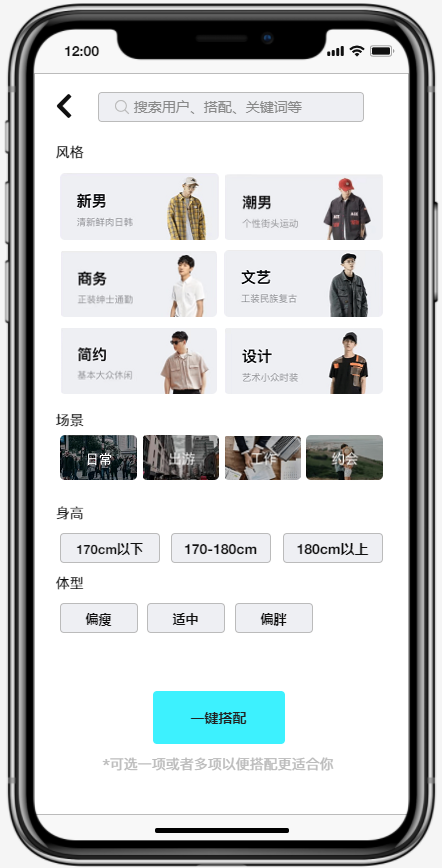 12:00
搜索用户、搭配、关键词等
风格
新男
清新鲜肉日韩
潮男
个性街头运动
商务
正装绅士通勤
文艺
工装民族复古
简约
基本大众休闲
设计
艺术小众时装
场景
日常 出游 工作 约会
身高
170cm以下 170-180cm 180cm以上
体型
偏瘦 适中 偏胖
一键搭配
*可选一项或者多项以便搭配更适合你